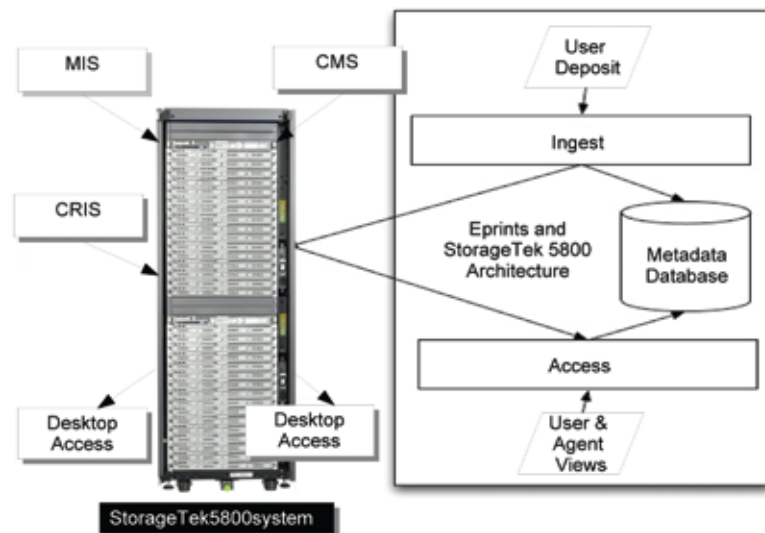 MIS
CMS
CRIS
Desktop
Access
Desktop
Access
StorageTek5800system
User
Deposit
Ingest
Eprints and
StorageTek 5800
Architecture
Metadata
Database
Access
User &
Agent
Views